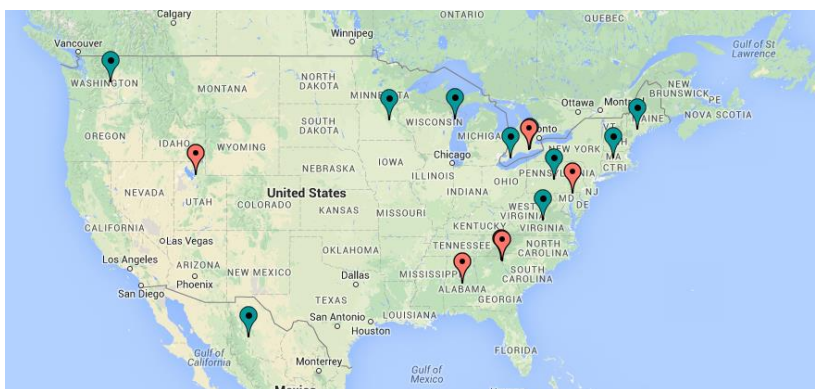 Calgary
ONTARIO
QUEBEC
Vancouver
Winnipeg
Gulf of St
Lawrence
WASHINGTON
MONTANA
NORTH
DAKOTA
MINNESOTA
Ottawa
NEW
BRUNSWICK
PE
MAINE
NOVA SCOTIA
OREGON
IDAHO
SOUTH
DAKOTA
WISCONSIN
MICHIGAN
VT
WYOMING
NEW YORK
MA
CT
RI
IOWA
Chicago
NEBRASKA
ILLINOIS
OHIO
PENNSYLVANIA
INDIANA
MD
NJ
DE
NEVADA
UTAH
United States
COLORADO
KANSAS
MISSOURI
WEST
VIRGINIA
VIRGINIA
KENTUCKY
CALIFORNIA
Las Vegas
TENNESSEE
NORTH
CAROLINA
OKLAHOMA
Los Angeles
ARIZONA
NEW MEXICO
Phoenix
Dallas
MISSISSIPPI
SOUTH
CAROLINA
ALABAMA
GEORGIA
San Diego
TEXAS
San Antonio
LOUISIANA
Houston
FLORIDA
Gulf of
California
Monterrey
Gulf of
Mexico